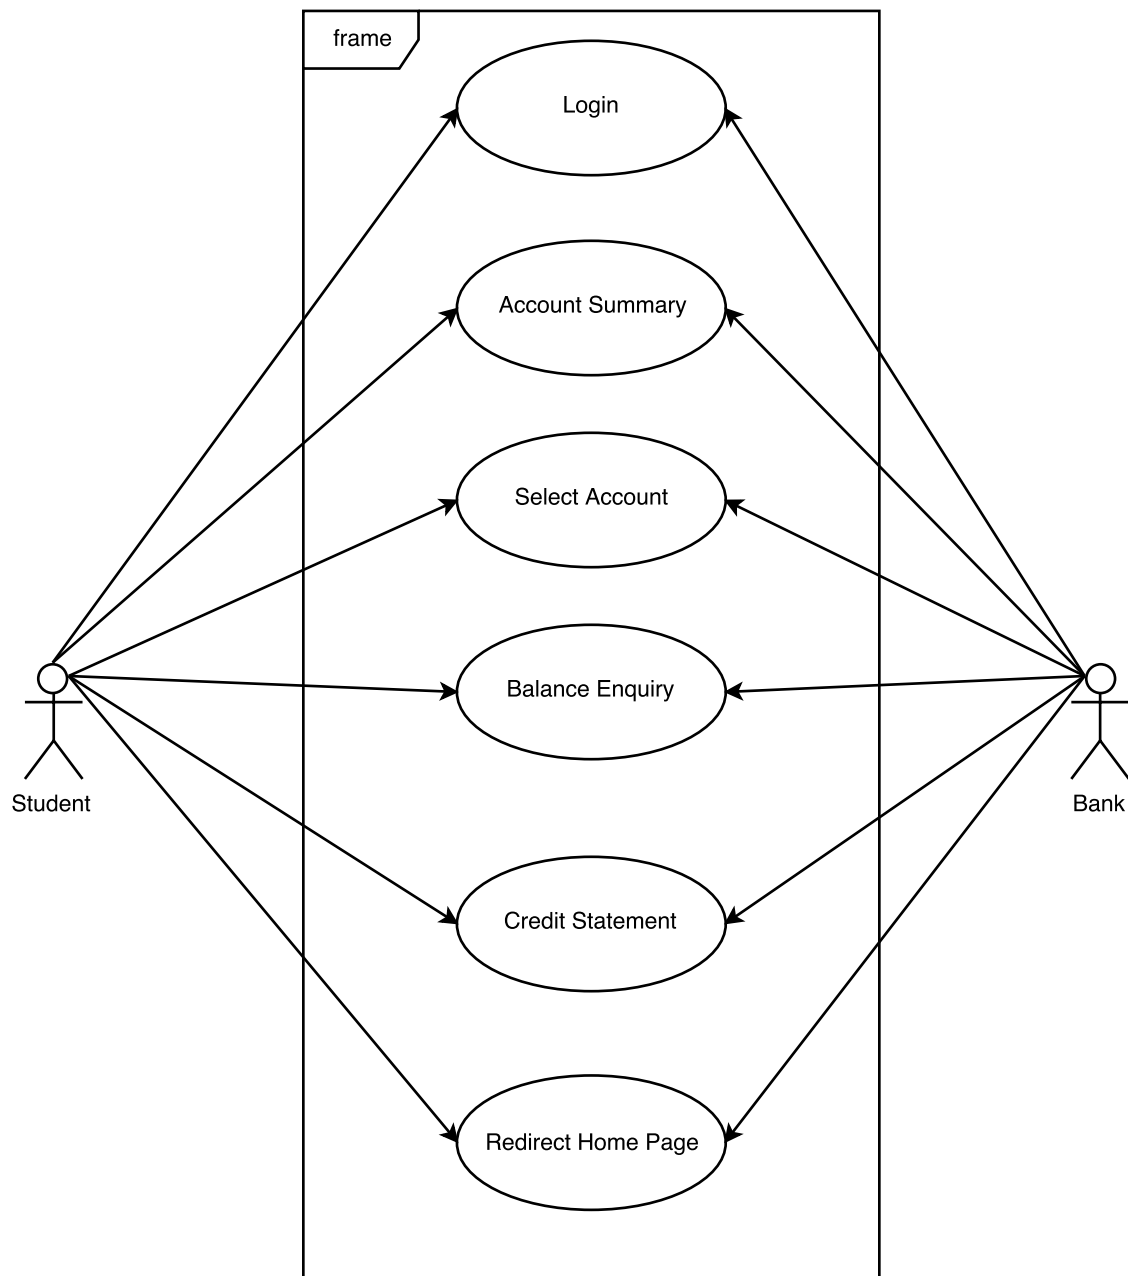 frame
Login
Account Summary
Select Account
Balance Enquiry
Student
Bank
Credit Statement
Redirect Home Page